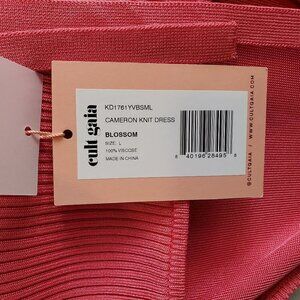 cult gaia
KD1761YVBSML
CAMERON KNIT DRESS
BLOSSOM
SIZE: L
100% VISCOSE
MADE IN CHINA
8 40196 28495 8
WWW.CULTGAIA.COM
@CULTGAIA